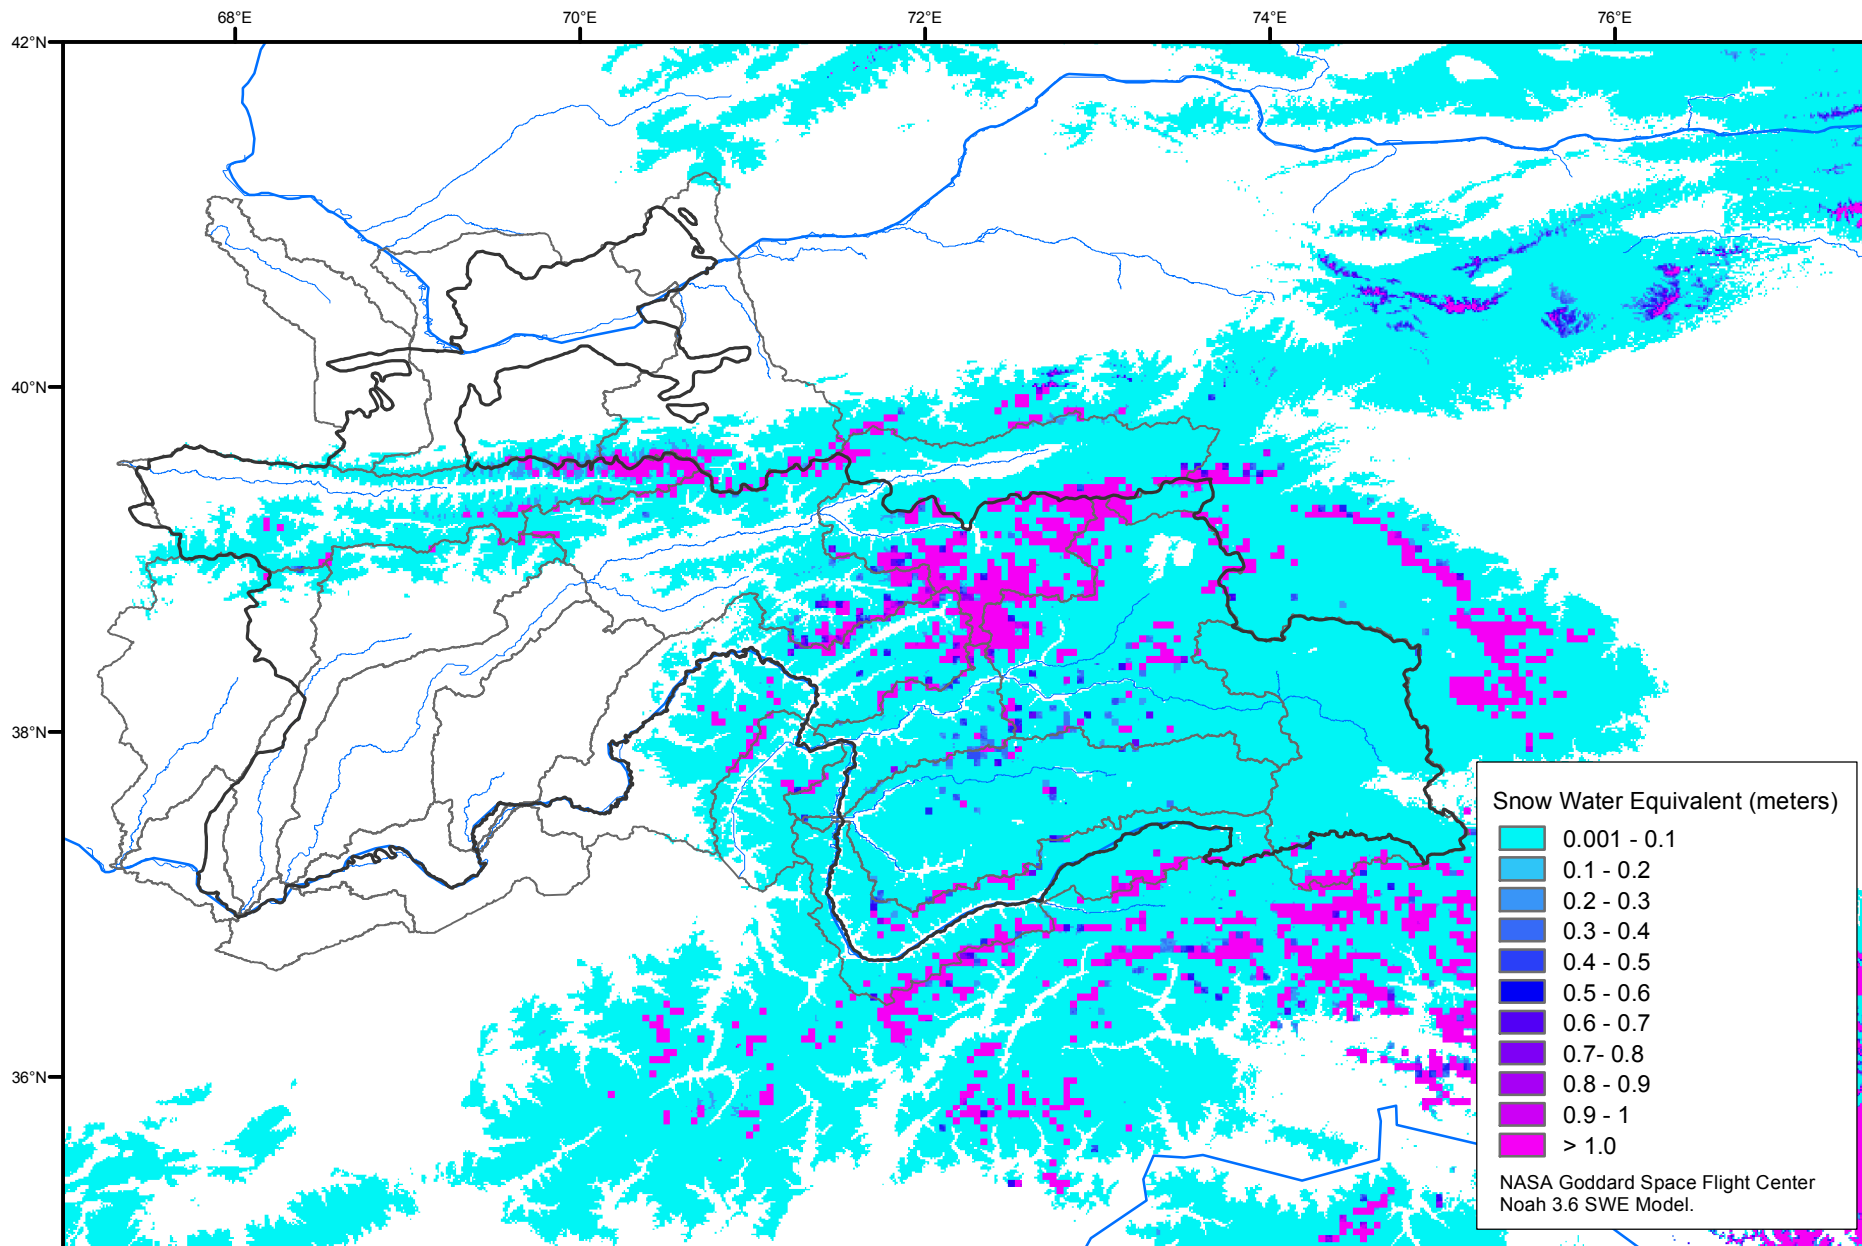 68°E
70°E
72°E
74°E
76°E
42°N
40°N
38°N
36°N
Snow Water Equivalent (meters)
0.001 - 0.1
0.1 - 0.2
0.2 - 0.3
0.3 - 0.4
0.4 - 0.5
0.5 - 0.6
0.6 - 0.7
0.7- 0.8
0.8 - 0.9
0.9 - 1
> 1.0
NASA Goddard Space Flight Center
Noah 3.6 SWE Model.